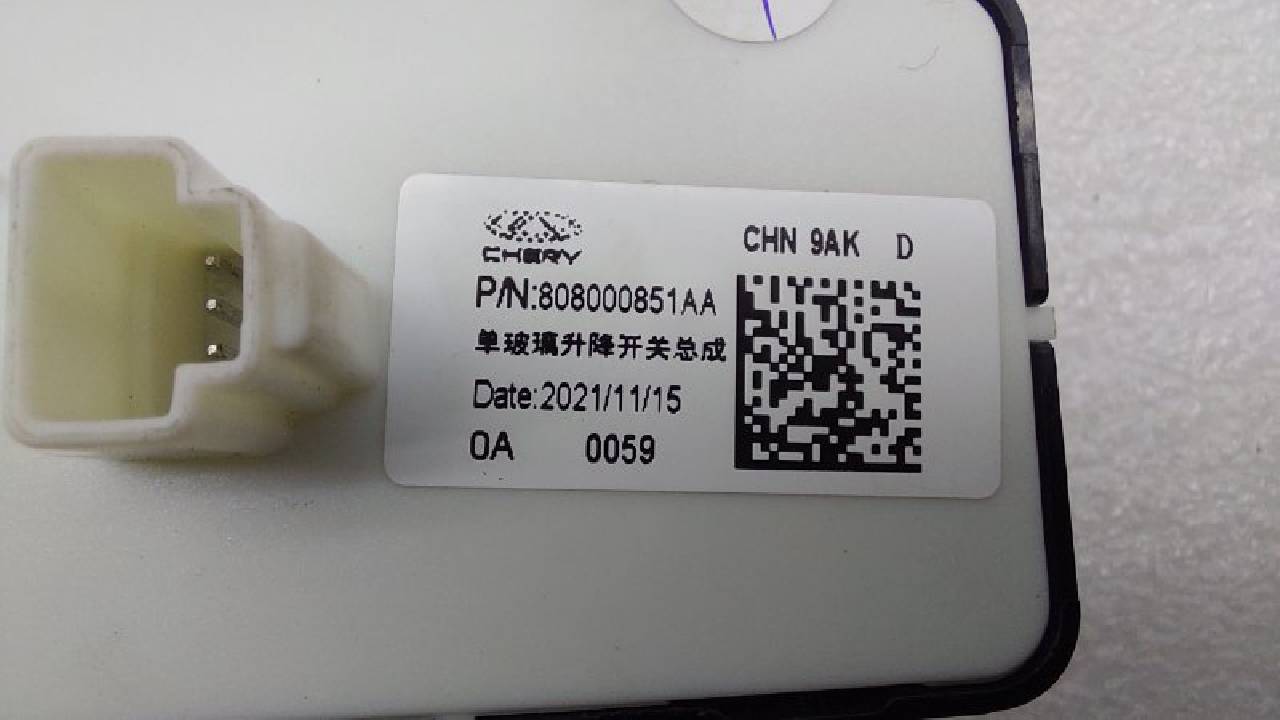 CHERY
CHN 9AK D
P/N:808000851AA
单玻璃升降开关总成
Date:2021/11/15
0A 0059